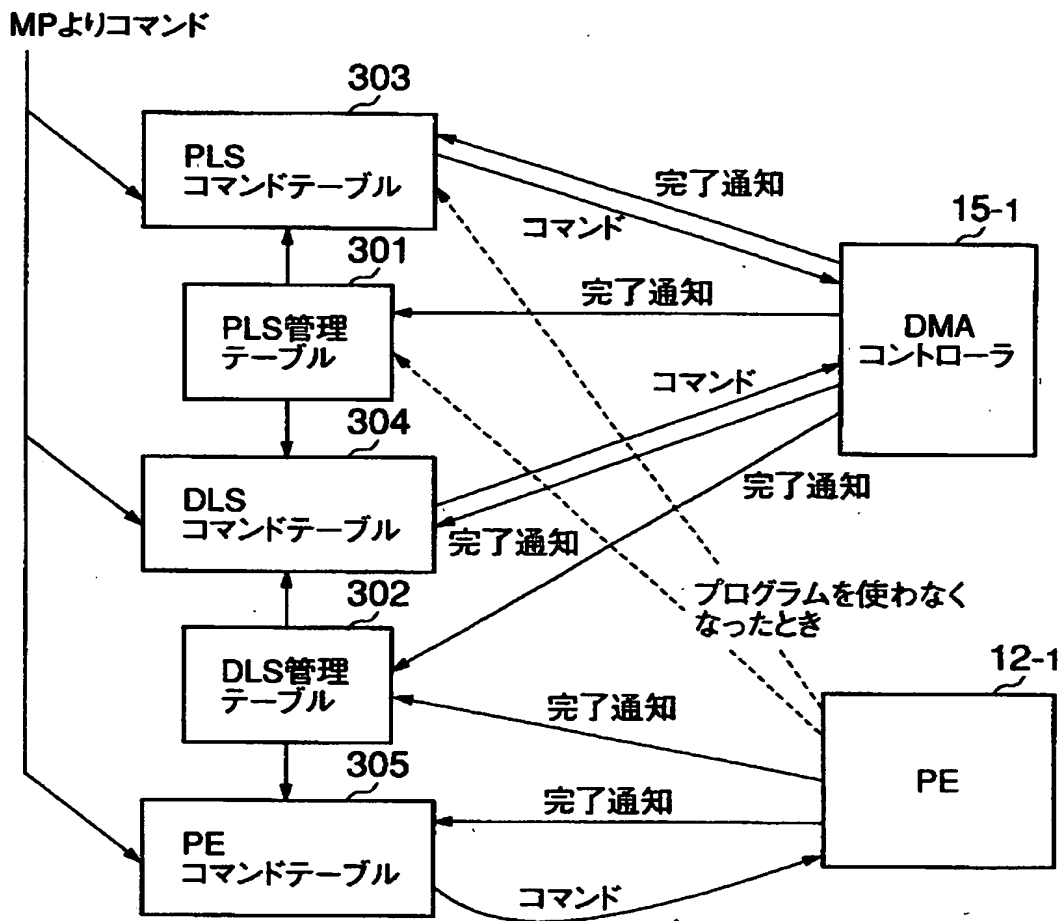 MPよりコマンド
303
PLS
コマンドテーブル
完了通知
コマンド
15-1
301
PLS管理
テーブル
完了通知
DMA
コントローラ
コマンド
304
DLS
コマンドテーブル
完了通知
完了通知
302
DLS管理
テーブル
プログラムを使わなく
なったとき
12-1
完了通知
PE
305
PE
コマンドテーブル
完了通知
コマンド